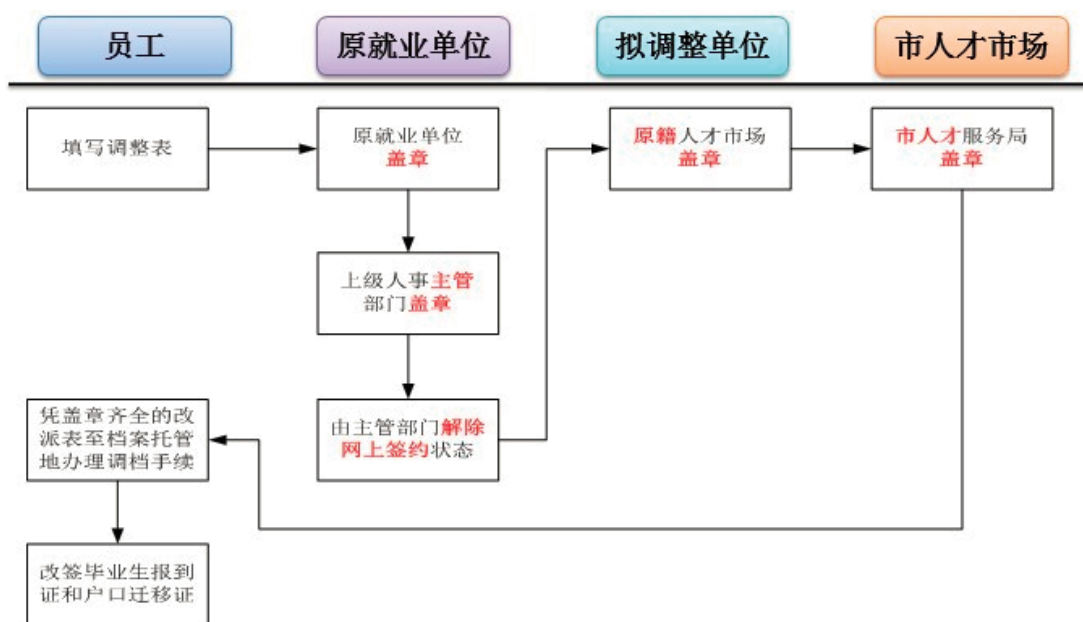 员工
原就业单位
拟调整单位
市人才市场
填写调整表
原就业单位
盖章
原籍人才市场
盖章
市人才服务局
盖章
上级人事主管
部门盖章
由主管部门解除
网上签约状态
凭盖章齐全的改
派表至档案托管
地办理调档手续
改签毕业生报到
证和户口迁移证